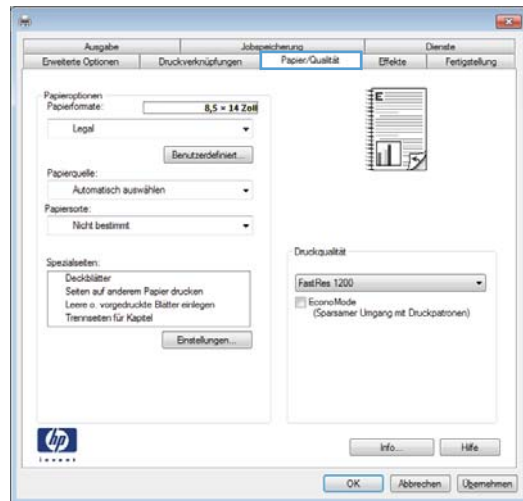 Ausgabe Jobspeicherung Dienste
Erweiterte Optionen Druckverknüpfungen Papier/Qualität Effekte Fertigstellung
Papieroptionen
Papierformate: 8,5 × 14 Zoll
Legal
Benutzerdefiniert...
Papierquelle:
Automatisch auswählen
Papiersorte:
Nicht bestimmt
Spezialseiten:
Deckblätter
Seiten auf anderem Papier drucken
Leere o. vorgedruckte Blätter einlegen
Trennseiten für Kapitel
Einstellungen...
E
Druckqualität
FastRes 1200
EconoMode
(Sparsamer Umgang mit Druckpatronen)
hp
invent
Info... Hilfe
OK Abbrechen Übernehmen